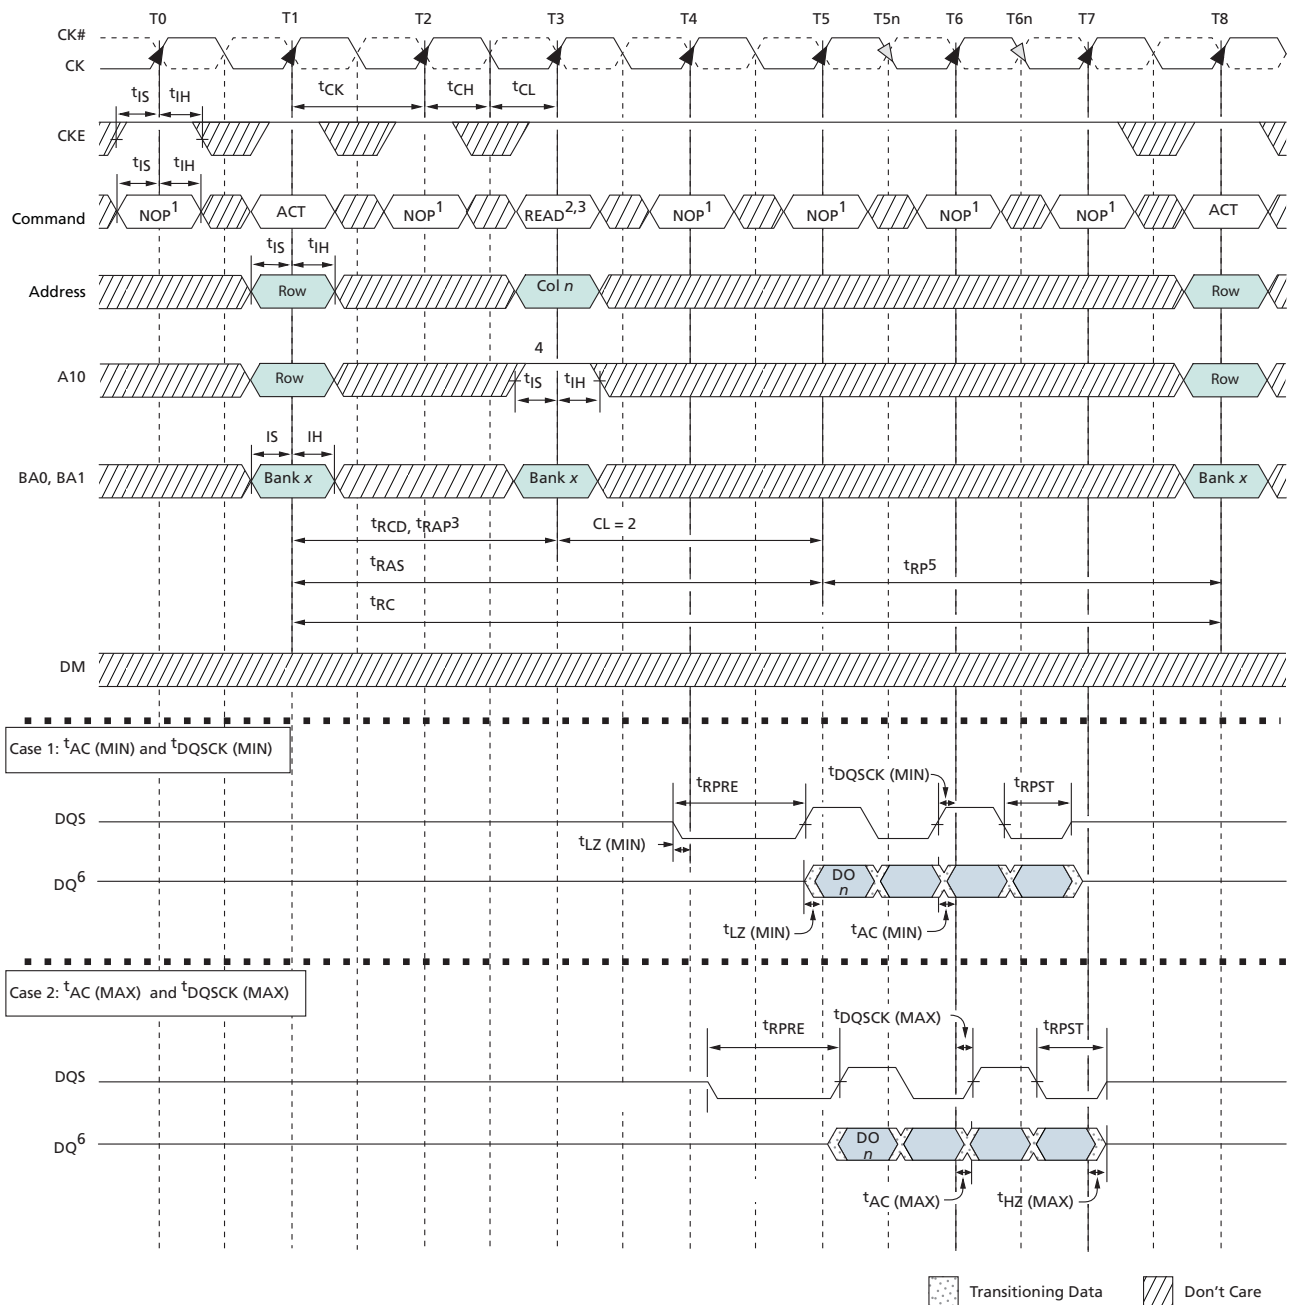 T0 T1 T2 T3 T4 T5 T5n T6 T6n T7 T8
CK#
CK
tCK tCH tCL
tIS tIH
CKE
tIS tIH
Command NOP1 ACT NOP1 READ2,3 NOP1 NOP1 NOP1 NOP1 ACT
tIS tIH
Address Row Col n Row
4
A10 Row tIS tIH Row
IS IH
BA0, BA1 Bank x Bank x Bank x
tRCD, tRAP3 CL = 2
tRAS tRP5
tRC
DM
Case 1: tAC (MIN) and tDQSCK (MIN)
tRPRE tDQSCK (MIN) tRPST
DQS
tLZ (MIN)
DQ6 DO n
tLZ (MIN) tAC (MIN)
Case 2: tAC (MAX) and tDQSCK (MAX)
tRPRE tDQSCK (MAX) tRPST
DQS
DQ6 DO n
tAC (MAX) tHZ (MAX)
Transitioning Data Don't Care